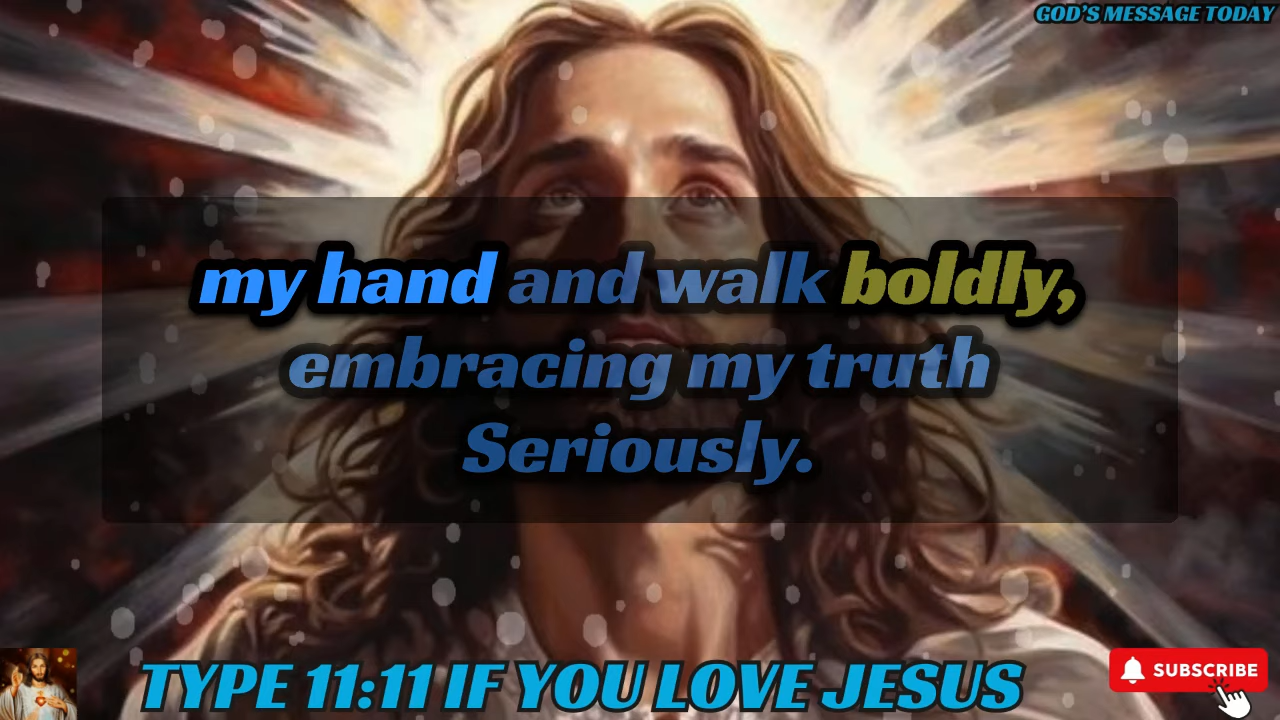 GOD'S MESSAGE TODAY
my hand and walk boldly,
embracing my truth
Seriously.
TYPE 11:11 IF YOU LOVE JESUS
SUBSCRIBE